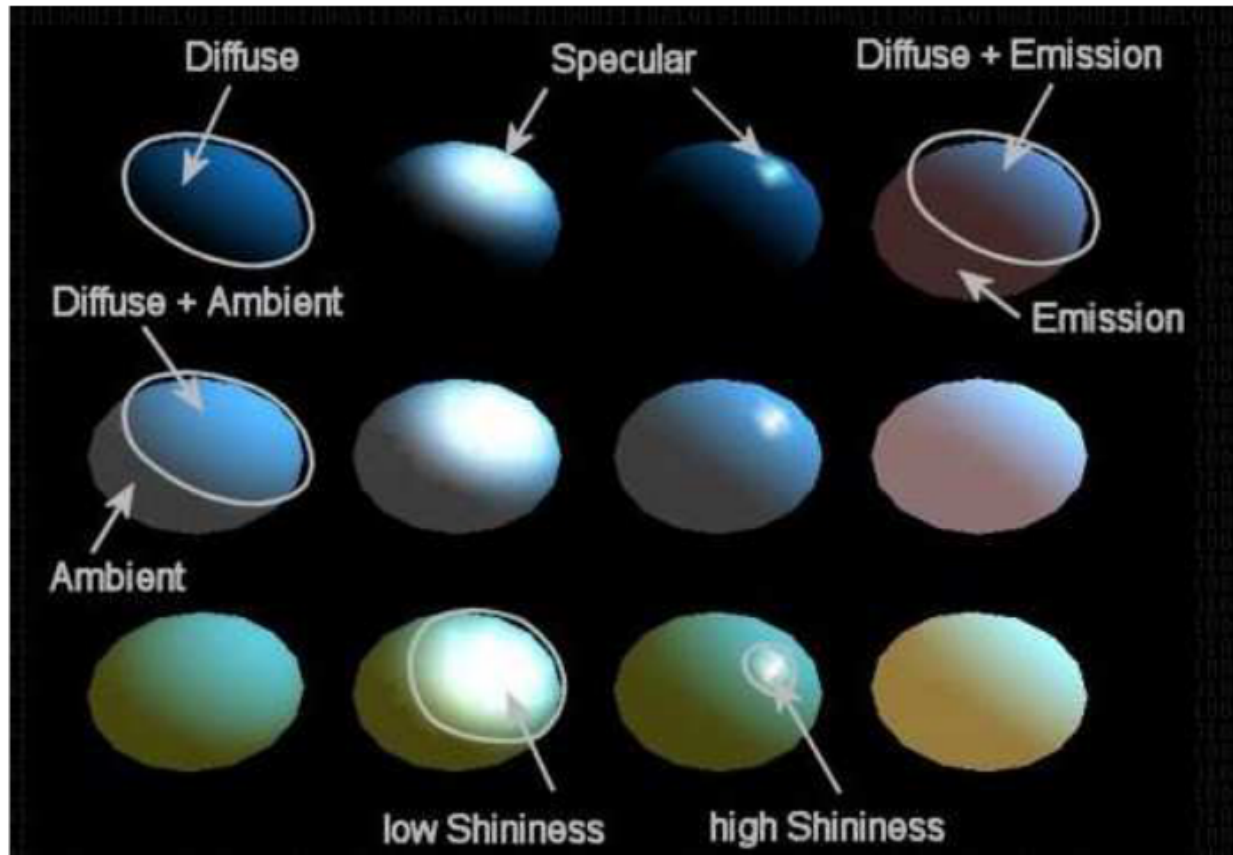 Diffuse
Specular
Diffuse + Emission
Diffuse + Ambient
Emission
Ambient
low Shininess
high Shininess